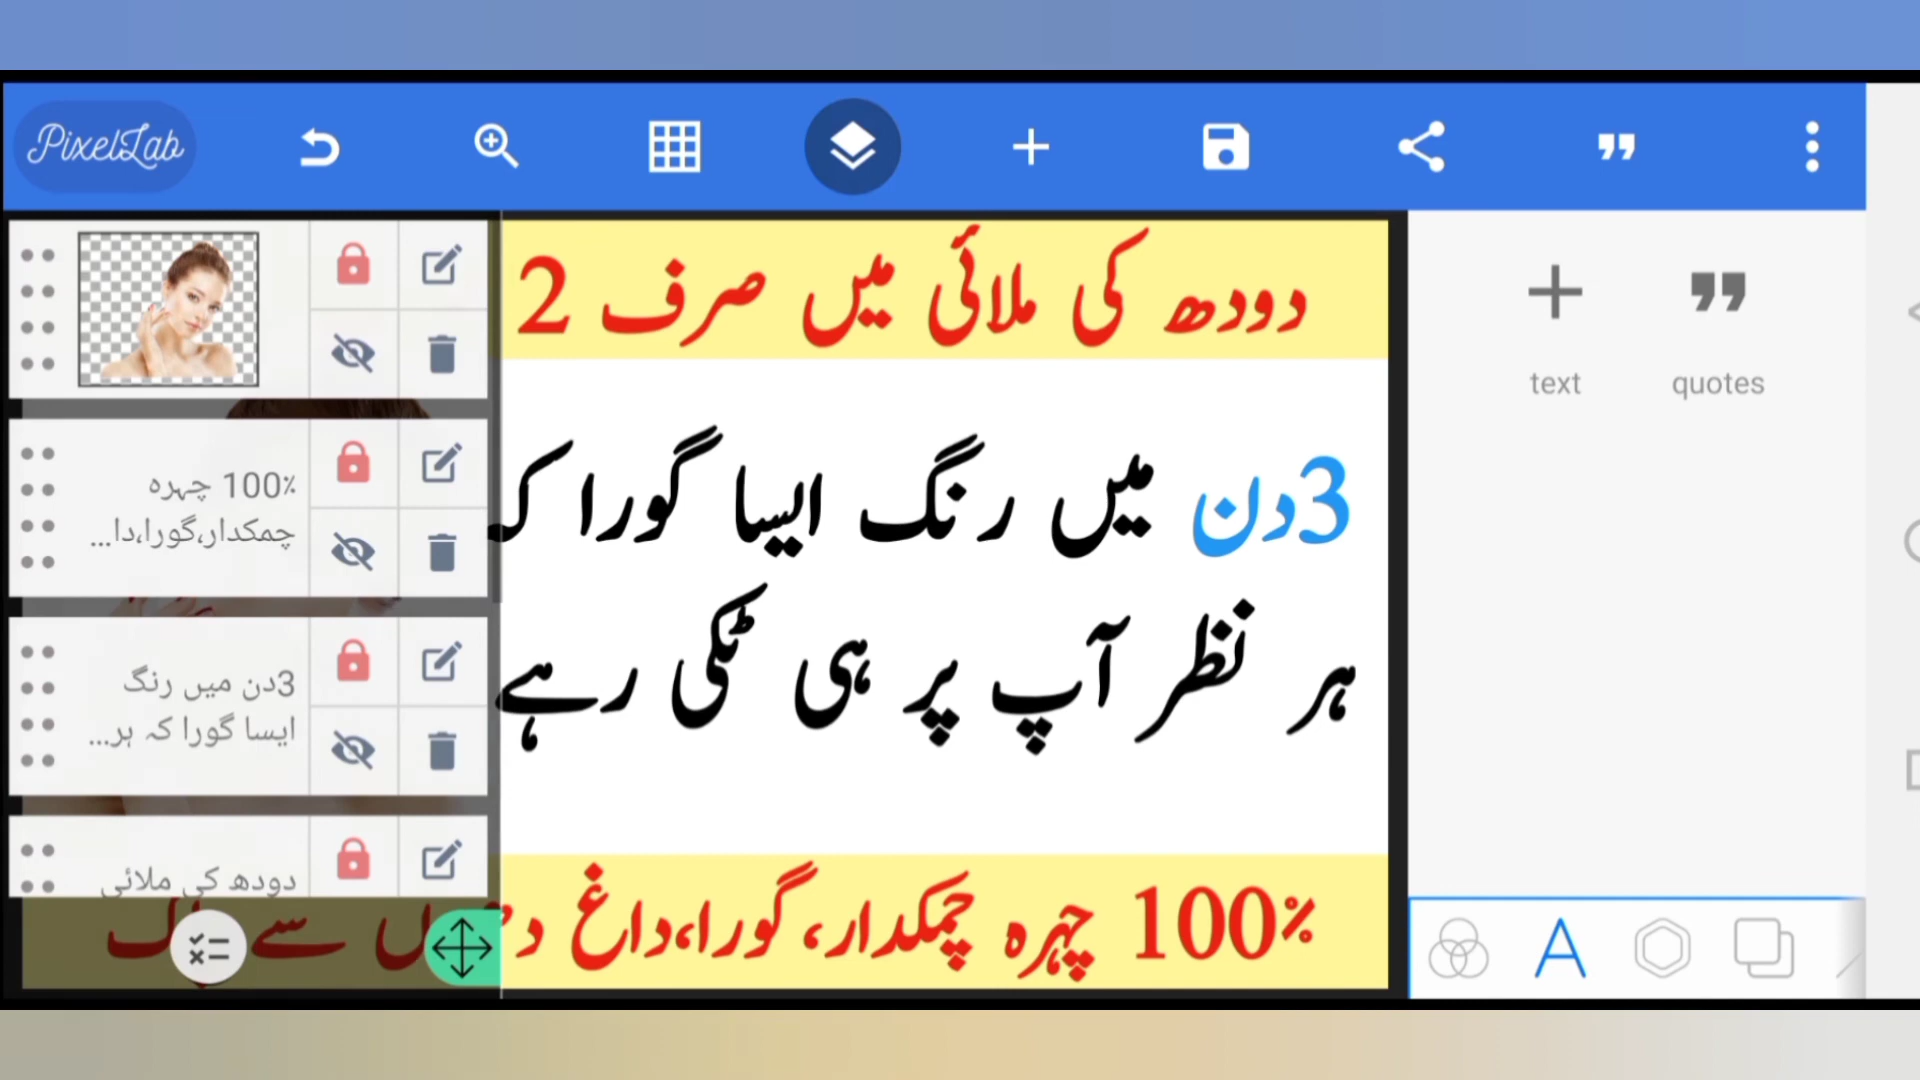 PixelLab
100٪ چہرہ
چمکدار،گورا،دا...
3دن میں رنگ
ایسا گورا کہ ہر...
دودھ کی ملائی
دودھ کی ملائی میں صرف 2
3دن میں رنگ ایسا گورا کہ
ہر نظر آپ پر ہی ٹکی رہے
100٪ چہرہ چمکدار،گورا،داغ سے
text
quotes